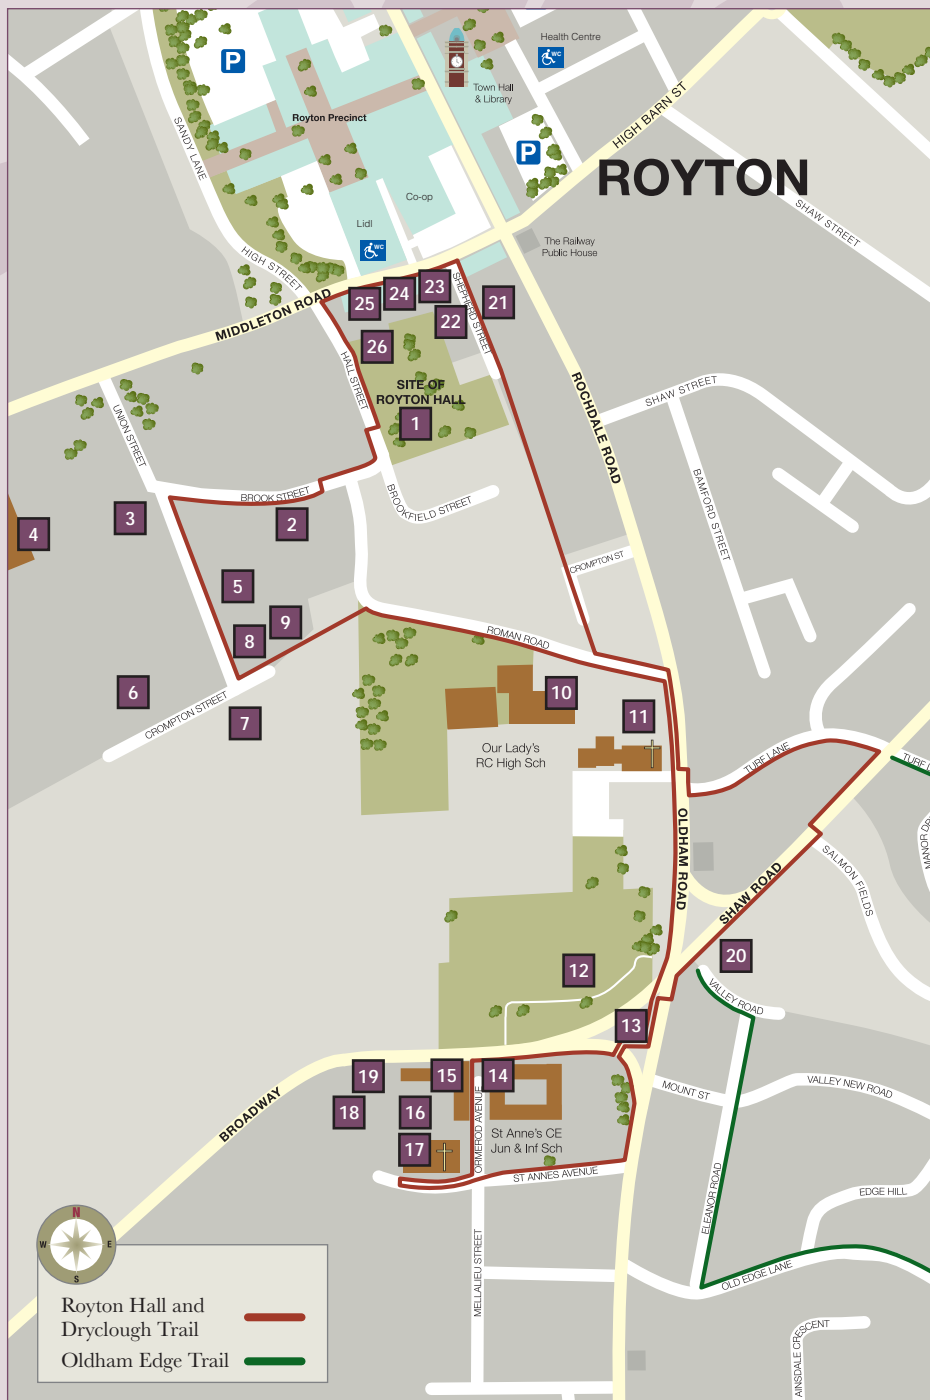 P
Health Centre
WC
Town Hall
& Library
Royton Precinct
SANDY LANE
HIGH BARN ST
P
ROYTON
Co-op
SHAW STREET
Lidl
WC
The Railway
Public House
HIGH STREET
MIDDLETON ROAD
SHEPHERD STREET
25
24
23
22
21
26
HALL STREET
SITE OF
ROYTON HALL
1
ROCHDALE ROAD
SHAW STREET
UNION STREET
BROOK STREET
BROOKFIELD STREET
BAMFORD STREET
4
3
2
CROMPTON ST
5
9
8
ROMAN ROAD
6
7
CROMPTON STREET
10
11
Our Lady's
RC High Sch
TURF LANE
TURF L
OLDHAM ROAD
MANOR DR
SALMON FIELDS
SHAW ROAD
20
12
VALLEY ROAD
13
MOUNT ST
VALLEY NEW ROAD
BROADWAY
19
15
14
18
16
17
ORMEROD AVENUE
St Anne's CE
Jun & Inf Sch
ST ANNES AVENUE
ELEANOR ROAD
EDGE HILL
MELLALIEU STREET
OLD EDGE LANE
AINSDALE CRESCENT
N
W
E
S
Royton Hall and
Dryclough Trail
Oldham Edge Trail